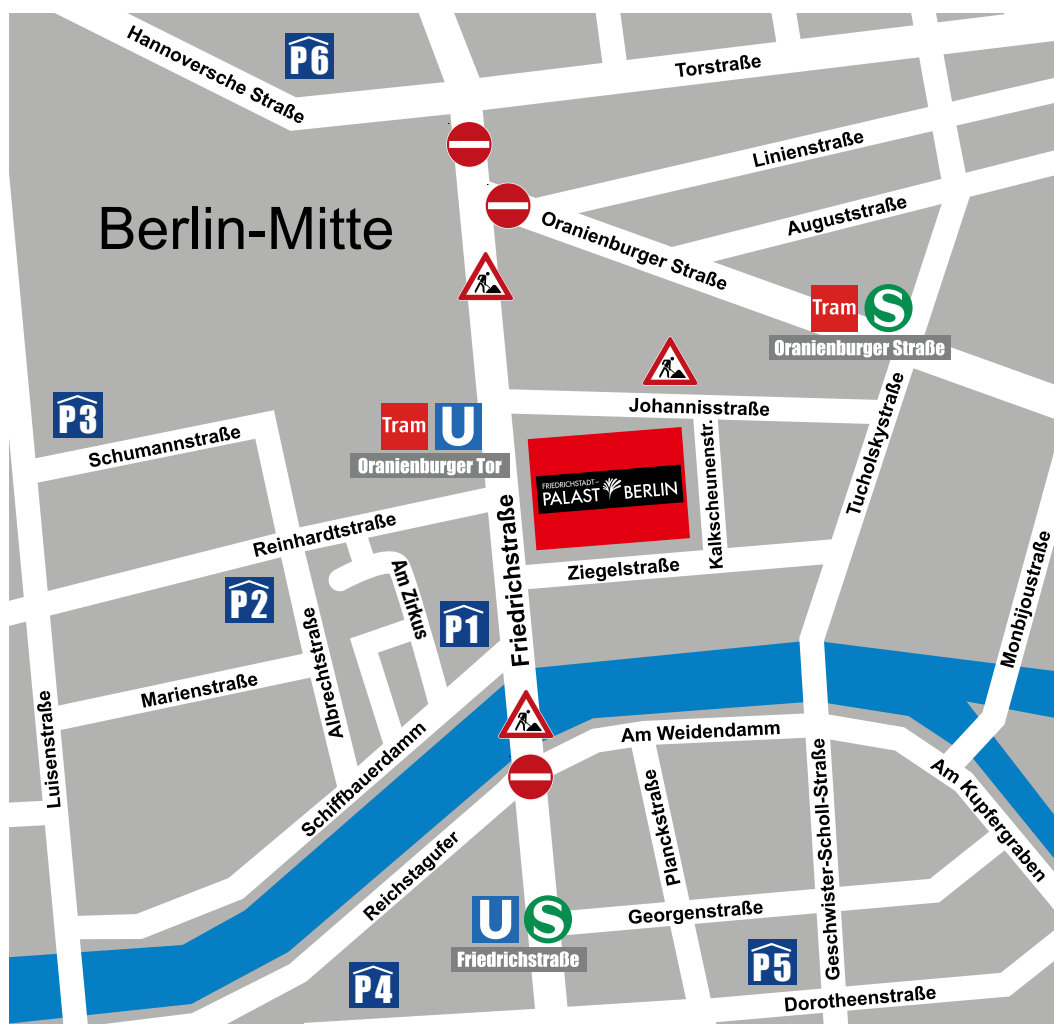 Hannoversche Straße
P6
Torstraße
Linienstraße
Berlin-Mitte
Auguststraße
Oranienburger Straße
Tram
S
Oranienburger Straße
P3
Schumannstraße
Tram
U
Oranienburger Tor
Johannisstraße
Tucholskystraße
Kalkscheunenstr.
FRIEDRICHSTADT–
PALAST BERLIN
Friedrichstraße
Reinhardtstraße
Ziegelstraße
Am Zirkus
P2
P1
Monbijoustraße
Albrechtstraße
Marienstraße
Luisenstraße
Schiffbauerdamm
Am Weidendamm
Am Kupfergraben
Planckstraße
Geschwister-Scholl-Straße
Reichstagufer
U
S
Friedrichstraße
Georgenstraße
P4
P5
Dorotheenstraße